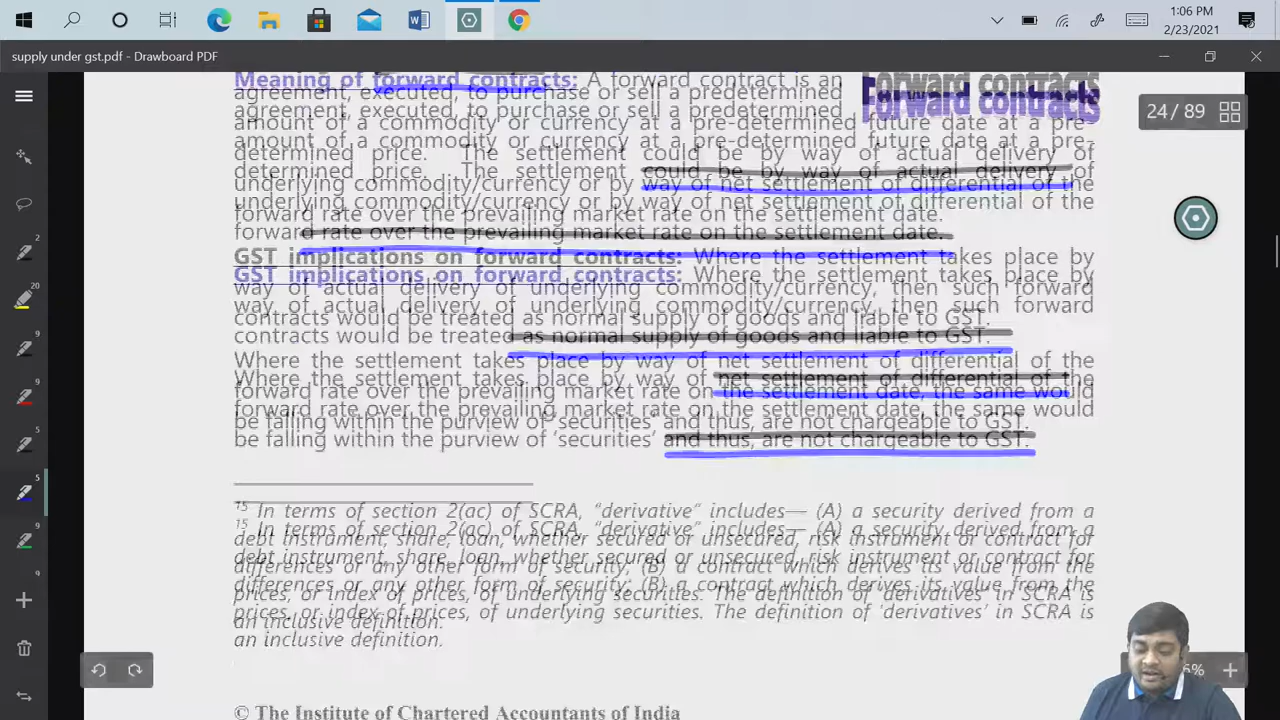 1:06 PM
2/23/2021
supply under gst.pdf - Drawboard PDF
24 / 89
Forward contracts
Meaning of forward contracts: A forward contract is an
agreement, executed, to purchase or sell a predetermined
amount of a commodity or currency at a pre-determined future date at a pre-
determined price. The settlement could be by way of actual delivery of
underlying commodity/currency or by way of net settlement of differential of the
forward rate over the prevailing market rate on the settlement date.
GST implications on forward contracts: Where the settlement takes place by
way of actual delivery of underlying commodity/currency, then such forward
contracts would be treated as normal supply of goods and liable to GST.
Where the settlement takes place by way of net settlement of differential of the
forward rate over the prevailing market rate on the settlement date, the same would
be falling within the purview of 'securities' and thus, are not chargeable to GST.
15 In terms of section 2(ac) of SCRA, "derivative" includes— (A) a security derived from a
debt instrument, share, loan, whether secured or unsecured, risk instrument or contract for
differences or any other form of security; (B) a contract which derives its value from the
prices, or index of prices, of underlying securities. The definition of 'derivatives' in SCRA is
an inclusive definition.
© The Institute of Chartered Accountants of India
2
20
9
9
5
5
9
9
6%